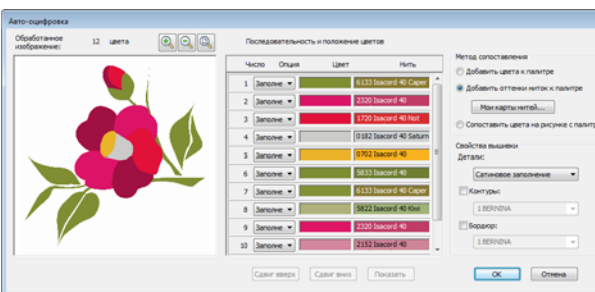 Авто-оцифровка
Обработанное изображение: 12 цвета
Последовательность и положение цветов
Число Опция Цвет Нить
1 Заполне 6133 Isacord 40 Caper
2 Заполне 2320 Isacord 40
3 Заполне 1720 Isacord 40 Not
4 Заполне 0182 Isacord 40 Saturn
5 Заполне 0702 Isacord 40
6 Заполне 5833 Isacord 40
7 Заполне 6133 Isacord 40 Caper
8 Заполне 5822 Isacord 40 Kiwi
9 Заполне 2320 Isacord 40
10 Заполне 2152 Isacord 40
Сдвиг вверх Сдвиг вниз Показать
Метод сопоставления
Добавить цвета к палитре
Добавить оттенки ниток к палитре
Мои карты нитей...
Сопоставить цвета на рисунке с палитр
Свойства вышивки
Детали:
Сатиновое заполнение
Контуры:
1 BERNINA
Бордюр:
1 BERNINA
OK Отмена